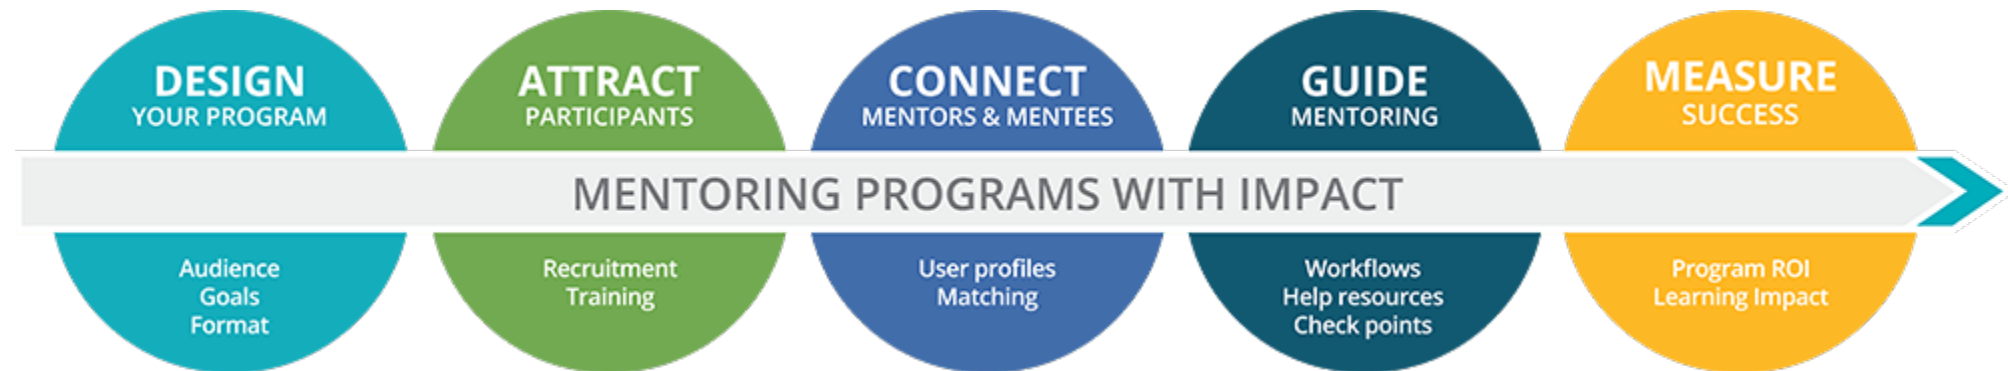 DESIGN
YOUR PROGRAM
ATTRACT
PARTICIPANTS
CONNECT
MENTORS & MENTEES
GUIDE
MENTORING
MEASURE
SUCCESS
MENTORING PROGRAMS WITH IMPACT
Audience
Goals
Format
Recruitment
Training
User profiles
Matching
Workflows
Help resources
Check points
Program ROI
Learning Impact